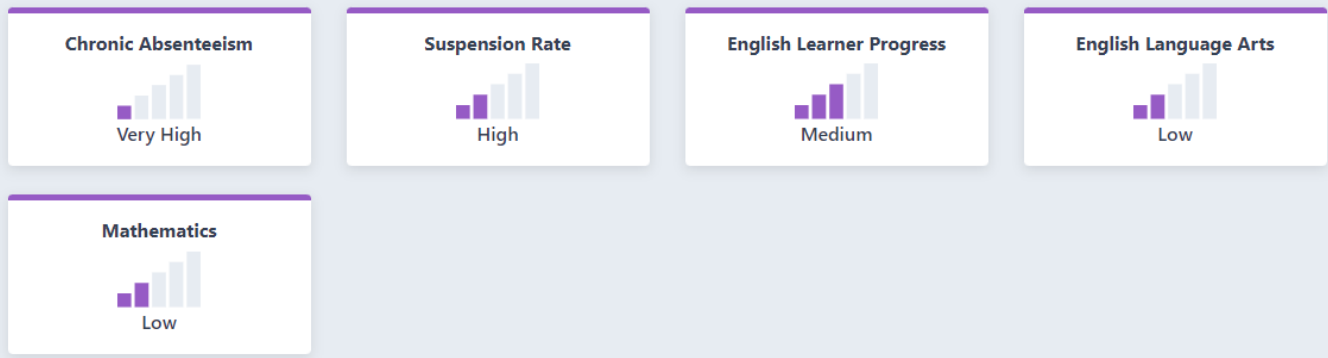 Chronic Absenteeism
Very High
Suspension Rate
High
English Learner Progress
Medium
English Language Arts
Low
Mathematics
Low